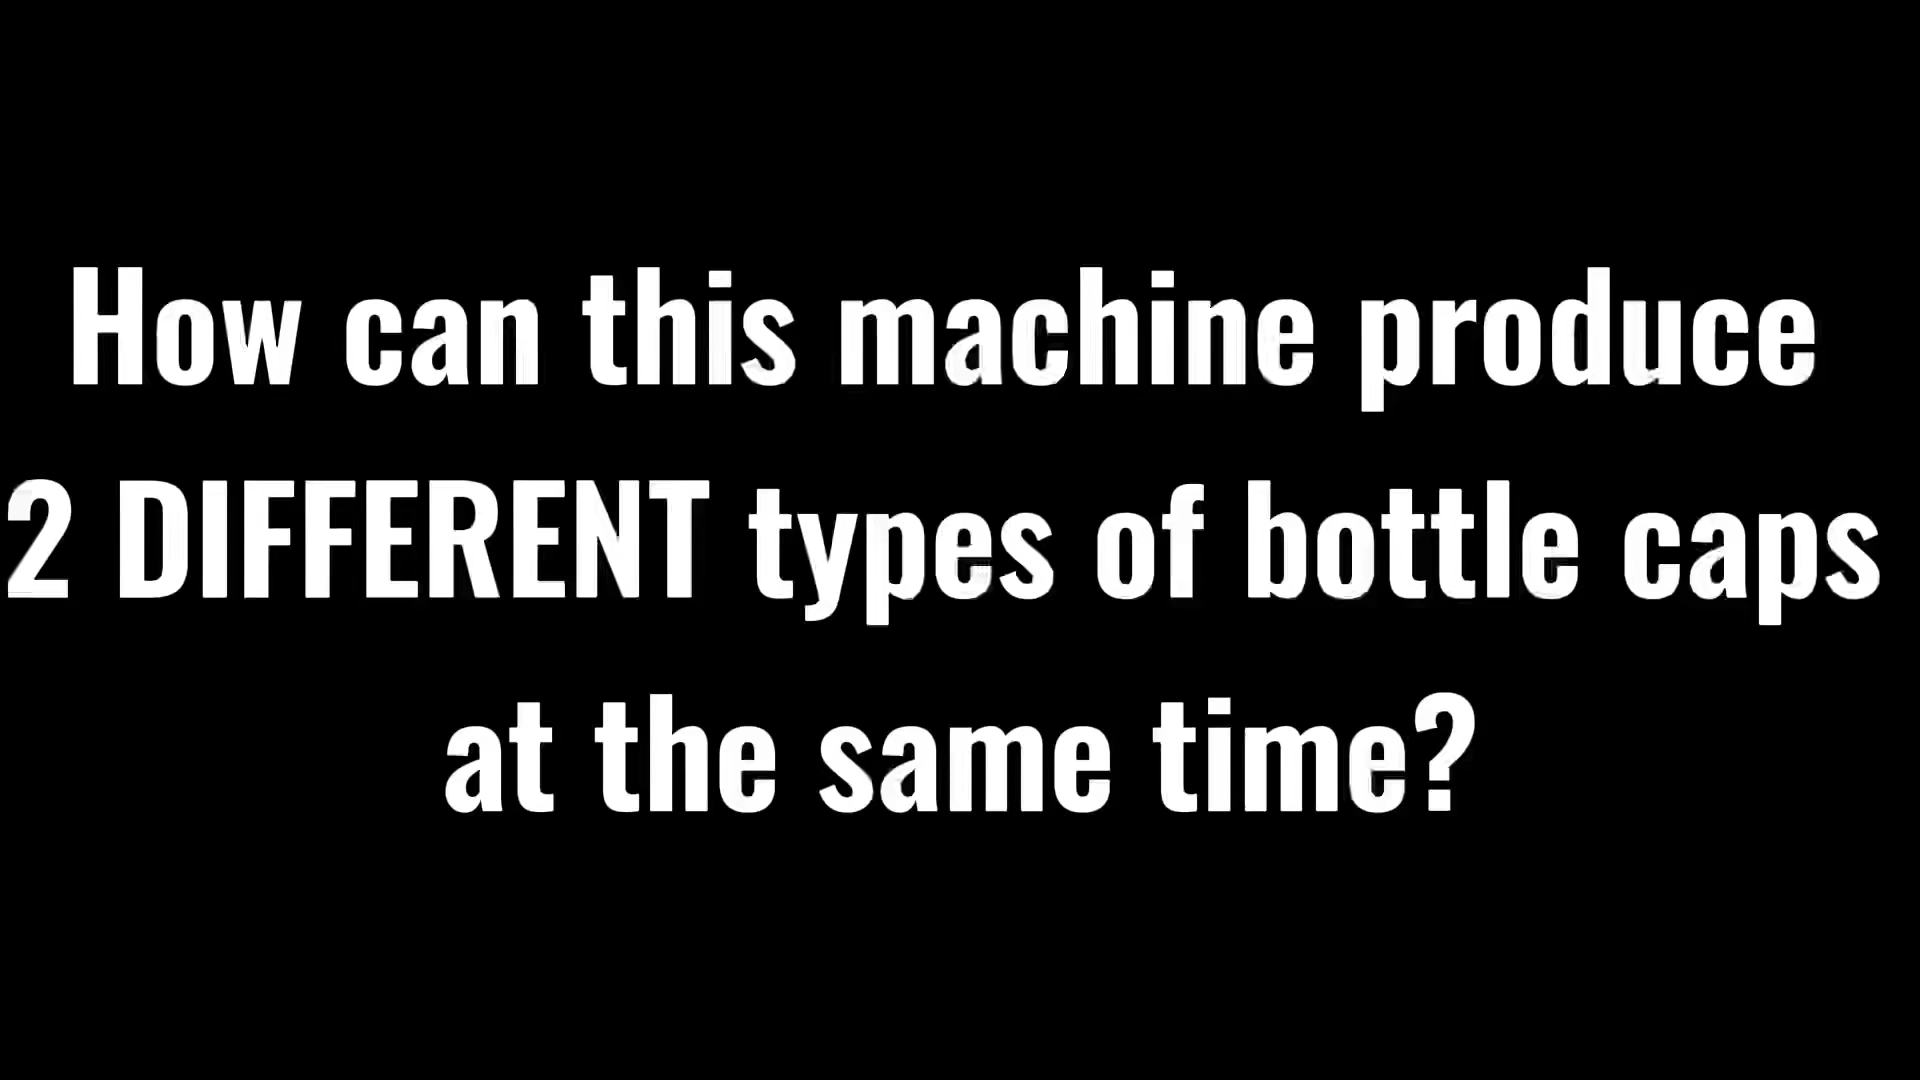 How can this machine produce
2 DIFFERENT types of bottle caps
at the same time?